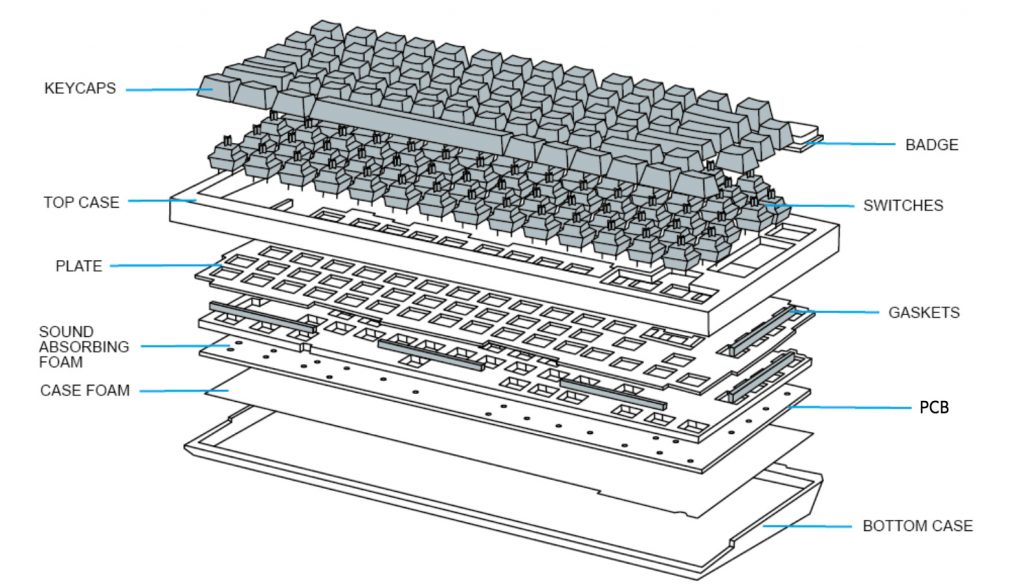 KEYCAPS
BADGE
TOP CASE
SWITCHES
PLATE
GASKETS
SOUND
ABSORBING
FOAM
CASE FOAM
PCB
BOTTOM CASE